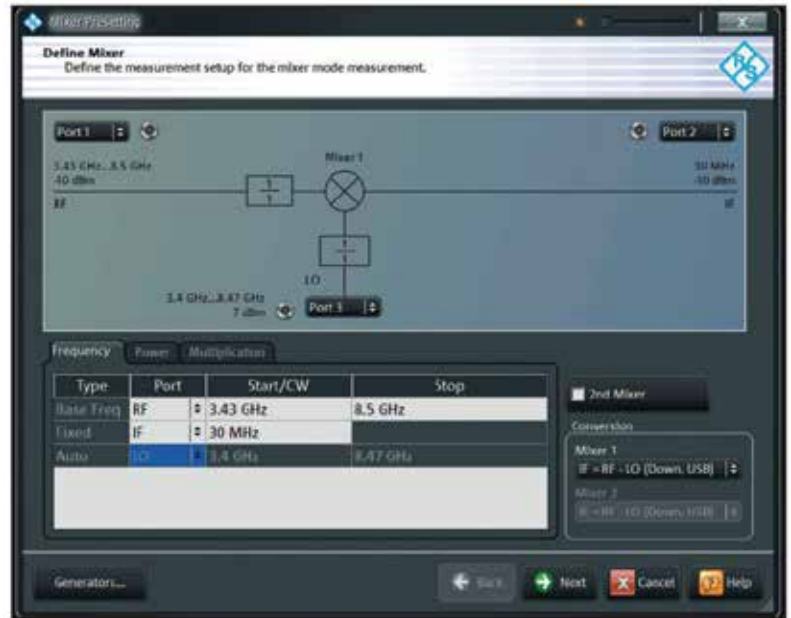 Mixer Presetting
Define Mixer
Define the measurement setup for the mixer mode measurement.
R&S
Port 1
Port 2
3.43 GHz...8.5 GHz
-10 dBm
RF
Mixer 1
30 MHz
-10 dBm
IF
1
1
1
1
LO
3.4 GHz...8.47 GHz
7 dBm
Port 3
Frequency Power Multiplication
Type Port Start/CW Stop
Base Freq RF 3.43 GHz 8.5 GHz
Fixed IF 30 MHz
Auto LO 3.4 GHz 8.47 GHz
2nd Mixer
Conversion
Mixer 1
IF = RF - LO (Down, USB)
Mixer 2
IF = RF - LO (Down, USB)
Generators...
Back Next Cancel Help